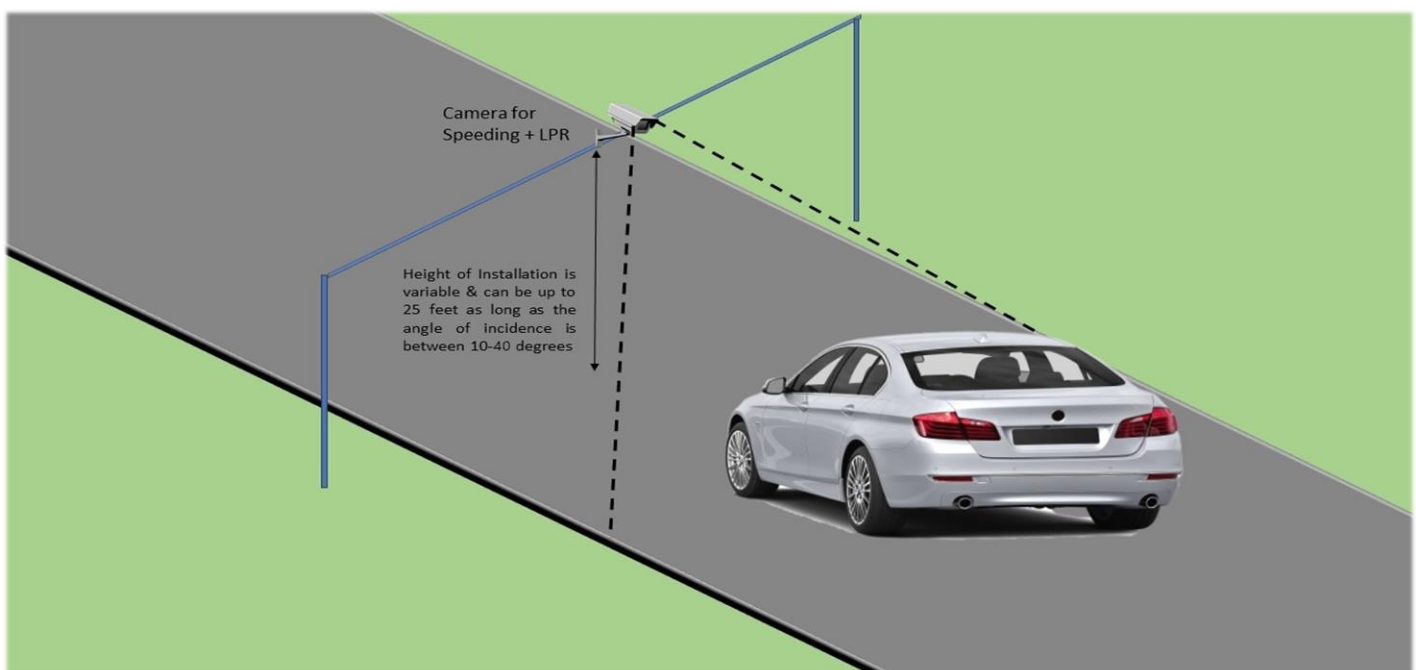 Camera for
Speeding + LPR
Height of Installation is
variable & can be up to
25 feet as long as the
angle of incidence is
between 10-40 degrees